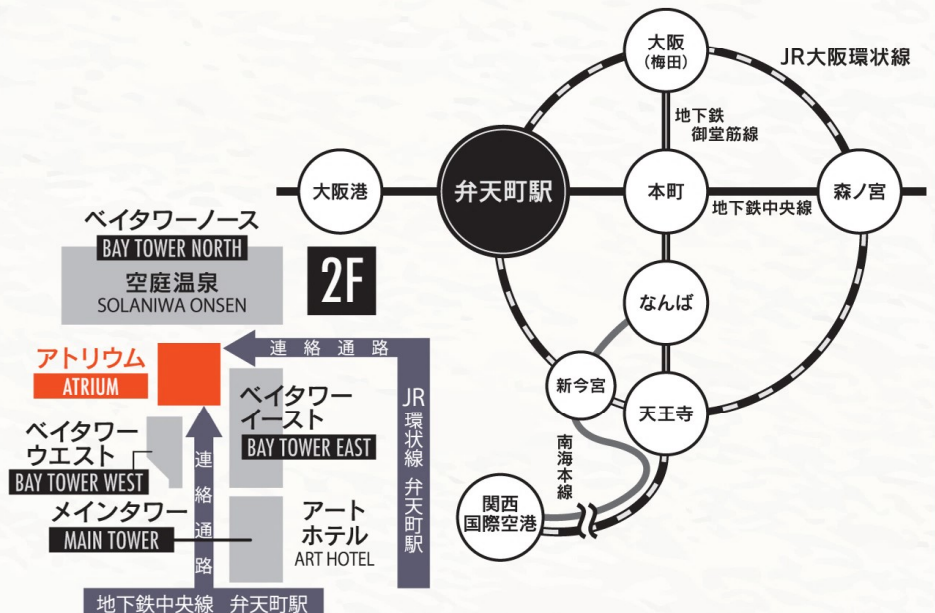 大阪
(梅田)
JR大阪環状線
地下鉄
御堂筋線
大阪港
弁天町駅
本町
地下鉄中央線
森ノ宮
なんば
新今宮
天王寺
南海本線
関西
国際空港
ベイタワーノース
BAY TOWER NORTH
空庭温泉
SOLANIWA ONSEN
2F
連絡通路
アトリウム
ATRIUM
ベイタワー
イースト
BAY TOWER EAST
JR環状線 弁天町駅
ベイタワー
ウエスト
BAY TOWER WEST
連絡通路
メインタワー
MAIN TOWER
アート
ホテル
ART HOTEL
地下鉄中央線 弁天町駅